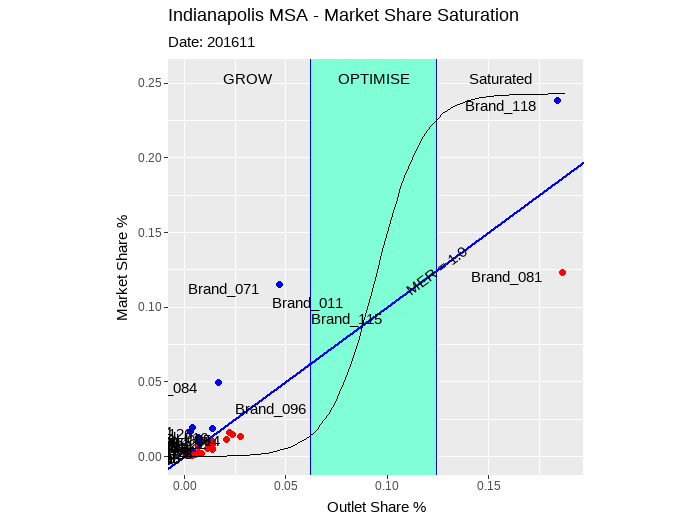 Indianapolis MSA - Market Share Saturation
Date: 201611
GROW
OPTIMISE
Saturated
Brand_118
MER = 1.0
Brand_081
Brand_071
Brand_011
Brand_115
_084
Brand_096
0.25
0.20
0.15
0.10
0.05
0.00
Market Share %
0.00
0.05
0.10
0.15
Outlet Share %